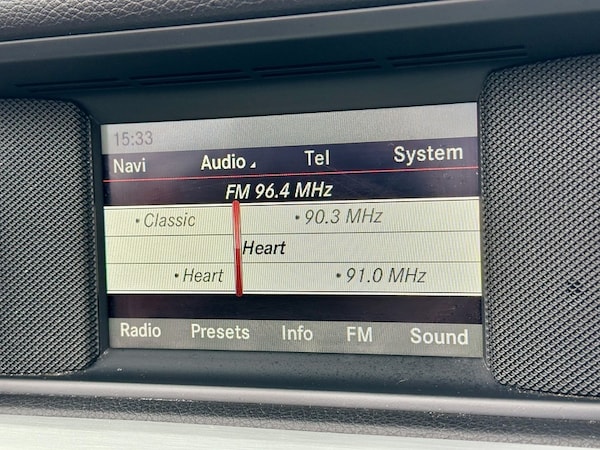 15:33
Navi Audio Tel System
FM 96.4 MHz
• Classic • 90.3 MHz
Heart
• Heart • 91.0 MHz
Radio Presets Info FM Sound